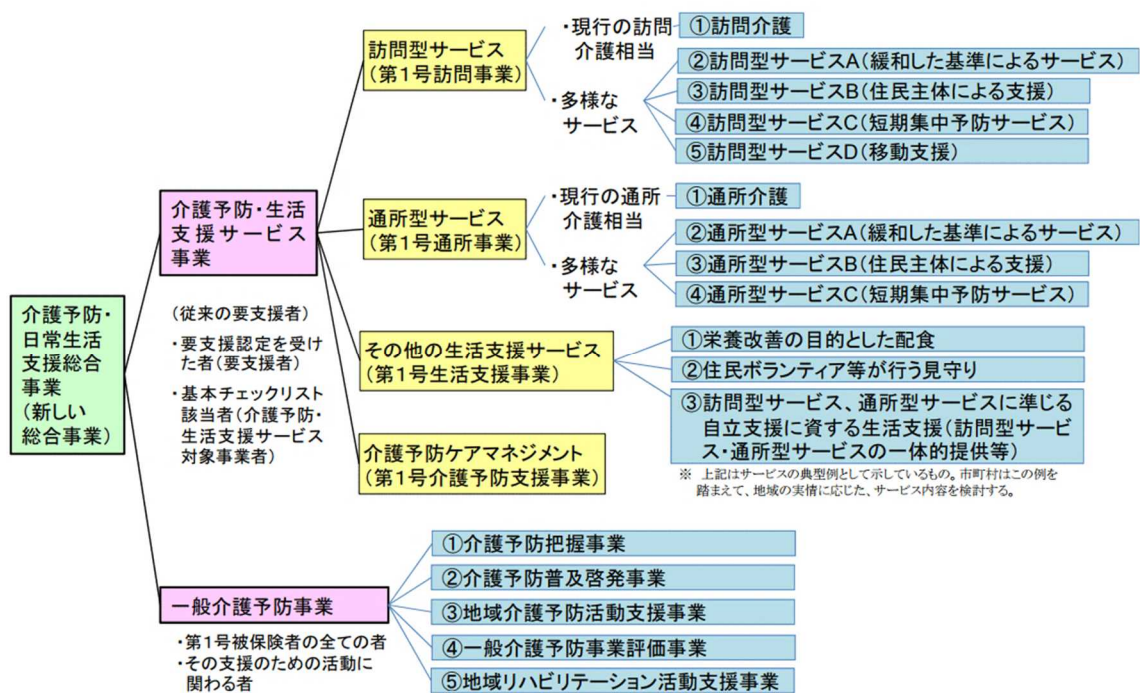 介護予防・
日常生活
支援総合
事業
(新しい
総合事業)
介護予防・生活
支援サービス
事業
(従来の要支援者)
・要支援認定を受け
た者(要支援者)
・基本チェックリスト
該当者(介護予防・
生活支援サービス
対象事業者)
訪問型サービス
(第1号訪問事業)
・現行の訪問
介護相当
①訪問介護
・多様な
サービス
②訪問型サービスA(緩和した基準によるサービス)
③訪問型サービスB(住民主体による支援)
④訪問型サービスC(短期集中予防サービス)
⑤訪問型サービスD(移動支援)
通所型サービス
(第1号通所事業)
・現行の通所
介護相当
①通所介護
・多様な
サービス
②通所型サービスA(緩和した基準によるサービス)
③通所型サービスB(住民主体による支援)
④通所型サービスC(短期集中予防サービス)
その他の生活支援サービス
(第1号生活支援事業)
①栄養改善の目的とした配食
②住民ボランティア等が行う見守り
③訪問型サービス、通所型サービスに準じる
自立支援に資する生活支援(訪問型サービ
ス・通所型サービスの一体的提供等)
※ 上記はサービスの典型例として示しているもの。市町村はこの例を
踏まえて、地域の実情に応じた、サービス内容を検討する。
介護予防ケアマネジメント
(第1号介護予防支援事業)
一般介護予防事業
・第1号被保険者の全ての者
・その支援のための活動に
関わる者
①介護予防把握事業
②介護予防普及啓発事業
③地域介護予防活動支援事業
④一般介護予防事業評価事業
⑤地域リハビリテーション活動支援事業